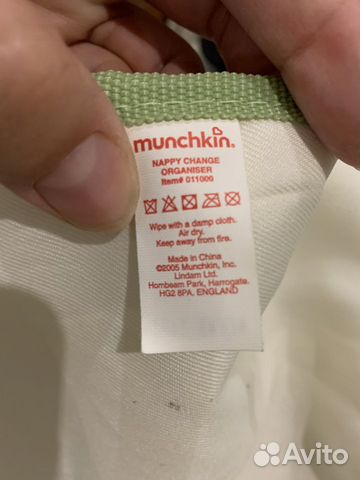 munchkin.
NAPPY CHANGE
ORGANISER
Item# 011000
Wipe with a damp cloth.
Air dry.
Keep away from fire.
Made in China
©2005 Munchkin, Inc.
Lindam Ltd.
Hornbeam Park, Harrogate.
HG2 8PA, ENGLAND
Avito